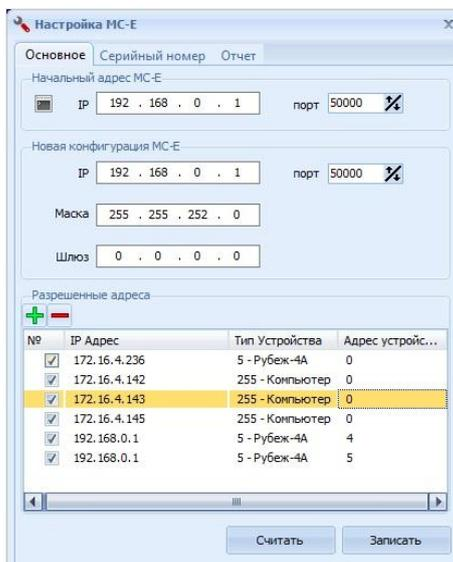 Настройка МС-Е
Основное Серийный номер Отчет
Начальный адрес МС-Е
IP 192 . 168 . 0 . 1 порт 50000
Новая конфигурация МС-Е
IP 192 . 168 . 0 . 1 порт 50000
Маска 255 . 255 . 252 . 0
Шлюз 0 . 0 . 0 . 0
Разрешенные адреса
№ IP Адрес Тип Устройства Адрес устройс...
172.16.4.236 5 - Рубеж-4А 0
172.16.4.142 255 - Компьютер 0
172.16.4.143 255 - Компьютер 0
172.16.4.145 255 - Компьютер 0
192.168.0.1 5 - Рубеж-4А 4
192.168.0.1 5 - Рубеж-4А 5
Считать Записать